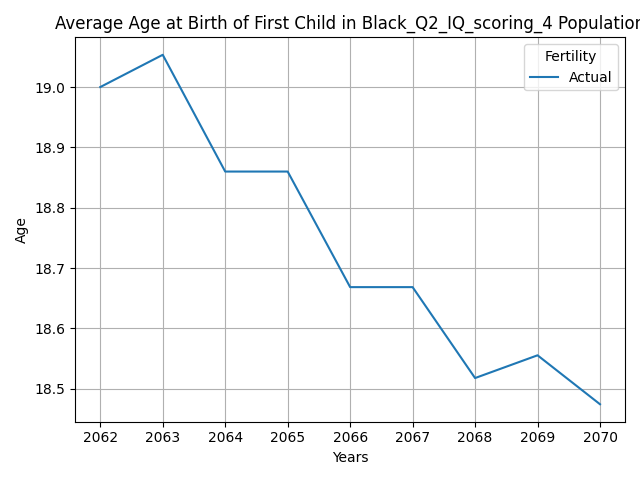 Average Age at Birth of First Child in Black_Q2_IQ_scoring_4 Population
Fertility
Actual
19.0
18.9
18.8
18.7
18.6
18.5
Age
2062 2063 2064 2065 2066 2067 2068 2069 2070
Years